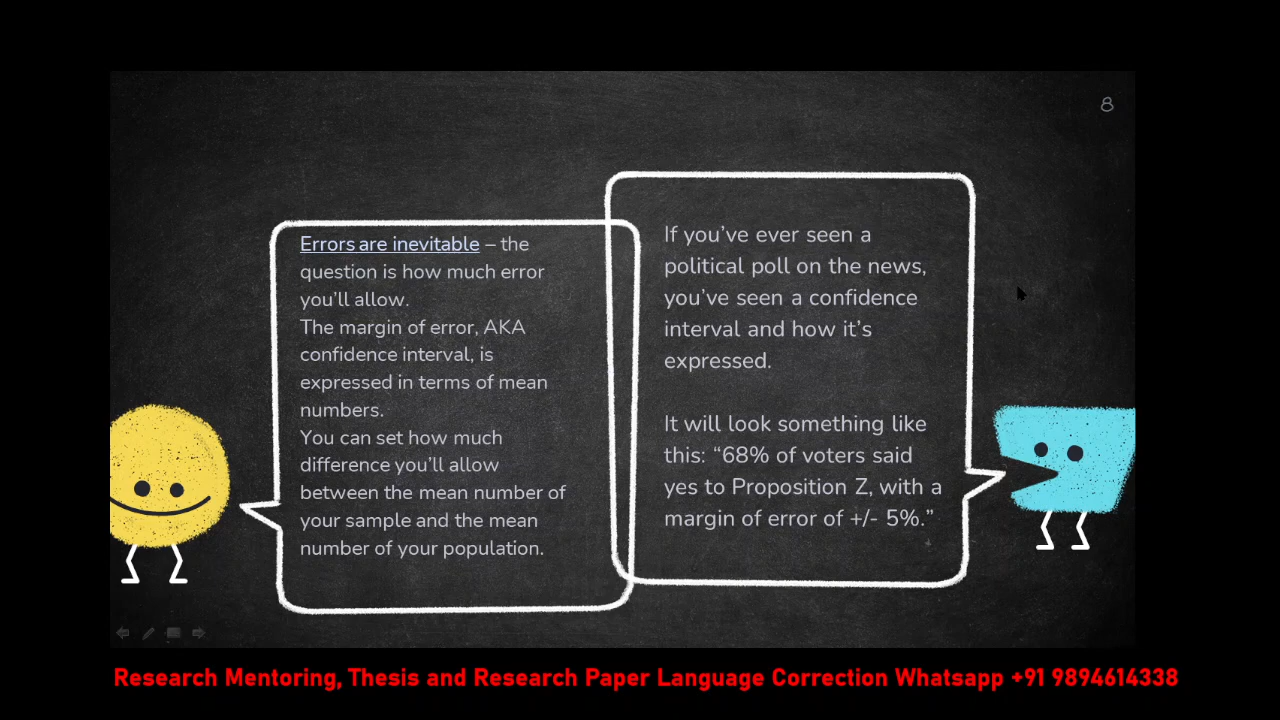 8
Errors are inevitable – the
question is how much error
you’ll allow.
The margin of error, AKA
confidence interval, is
expressed in terms of mean
numbers.
You can set how much
difference you’ll allow
between the mean number of
your sample and the mean
number of your population.
If you’ve ever seen a
political poll on the news,
you’ve seen a confidence
interval and how it’s
expressed.
It will look something like
this: “68% of voters said
yes to Proposition Z, with a
margin of error of +/- 5%.”
Research Mentoring, Thesis and Research Paper Language Correction Whatsapp +91 9894614338